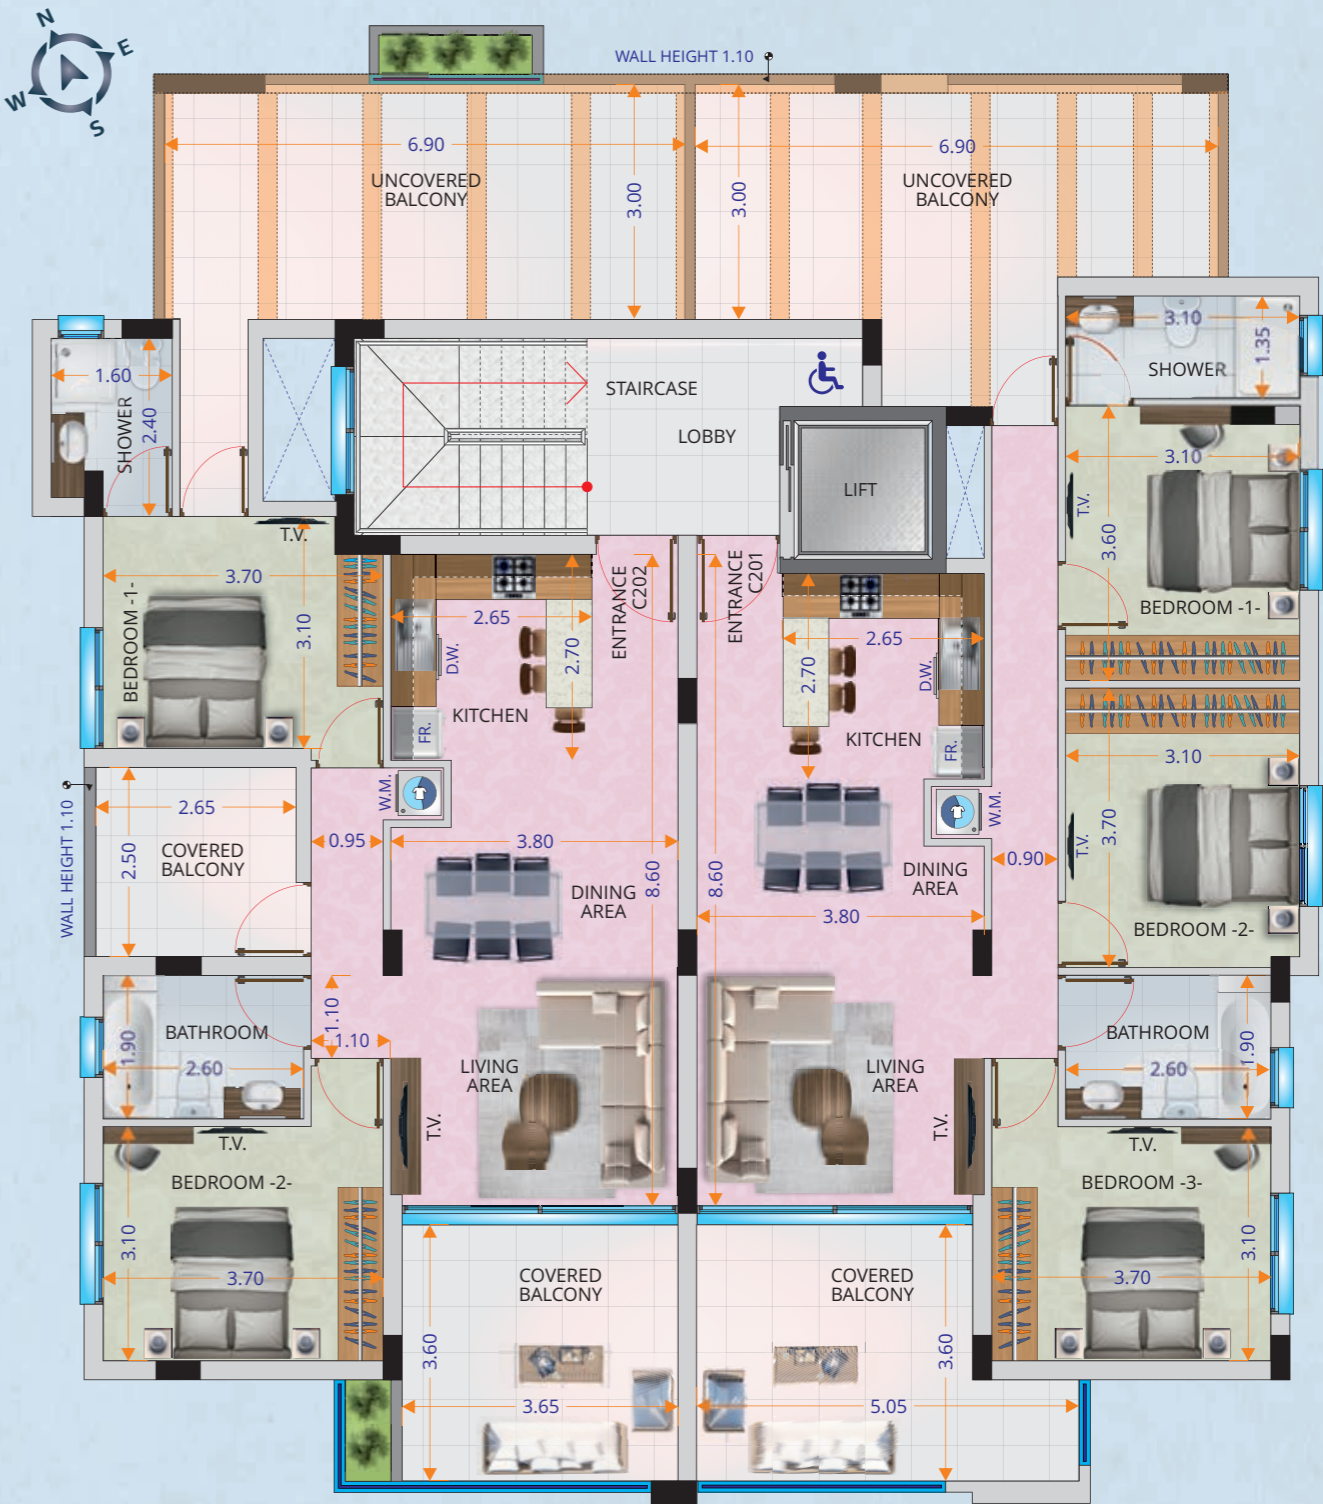 N
E
W
S
WALL HEIGHT 1.10
6.90
6.90
UNCOVERED
BALCONY
3.00
3.00
UNCOVERED
BALCONY
1.60
2.40
SHOWER
STAIRCASE
LOBBY
LIFT
3.10
1.35
SHOWER
T.V.
3.70
3.10
BEDROOM -1-
2.65
2.70
D.W.
KITCHEN
FR.
W.M.
ENTRANCE
C202
ENTRANCE
C201
2.65
2.70
D.W.
KITCHEN
FR.
W.M.
3.10
T.V.
3.60
BEDROOM -1-
3.10
3.70
T.V.
BEDROOM -2-
WALL HEIGHT 1.10
2.65
2.50
COVERED
BALCONY
0.95
3.80
8.60
DINING
AREA
8.60
3.80
DINING
AREA
0.90
BATHROOM
1.90
2.60
1.10
1.10
LIVING
AREA
T.V.
LIVING
AREA
T.V.
BATHROOM
1.90
2.60
T.V.
BEDROOM -2-
3.10
3.70
T.V.
BEDROOM -3-
3.10
3.70
COVERED
BALCONY
3.60
3.65
COVERED
BALCONY
3.60
5.05